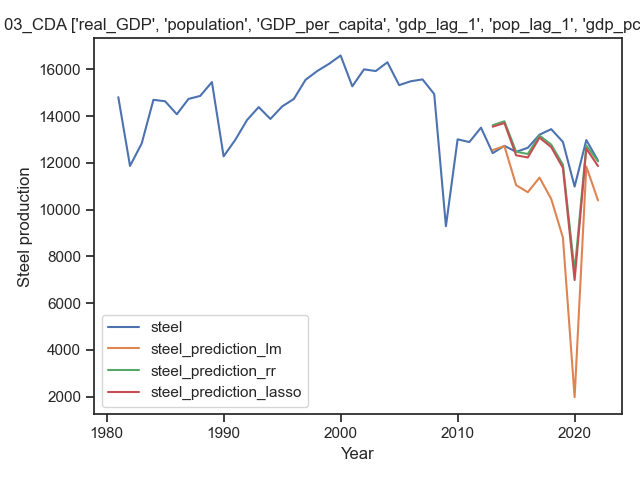 03_CDA ['real_GDP', 'population', 'GDP_per_capita', 'gdp_lag_1', 'pop_lag_1', 'gdp_pc
16000
14000
12000
10000
8000
6000
4000
2000
Steel production
steel
steel_prediction_lm
steel_prediction_rr
steel_prediction_lasso
1980 1990 2000 2010 2020
Year